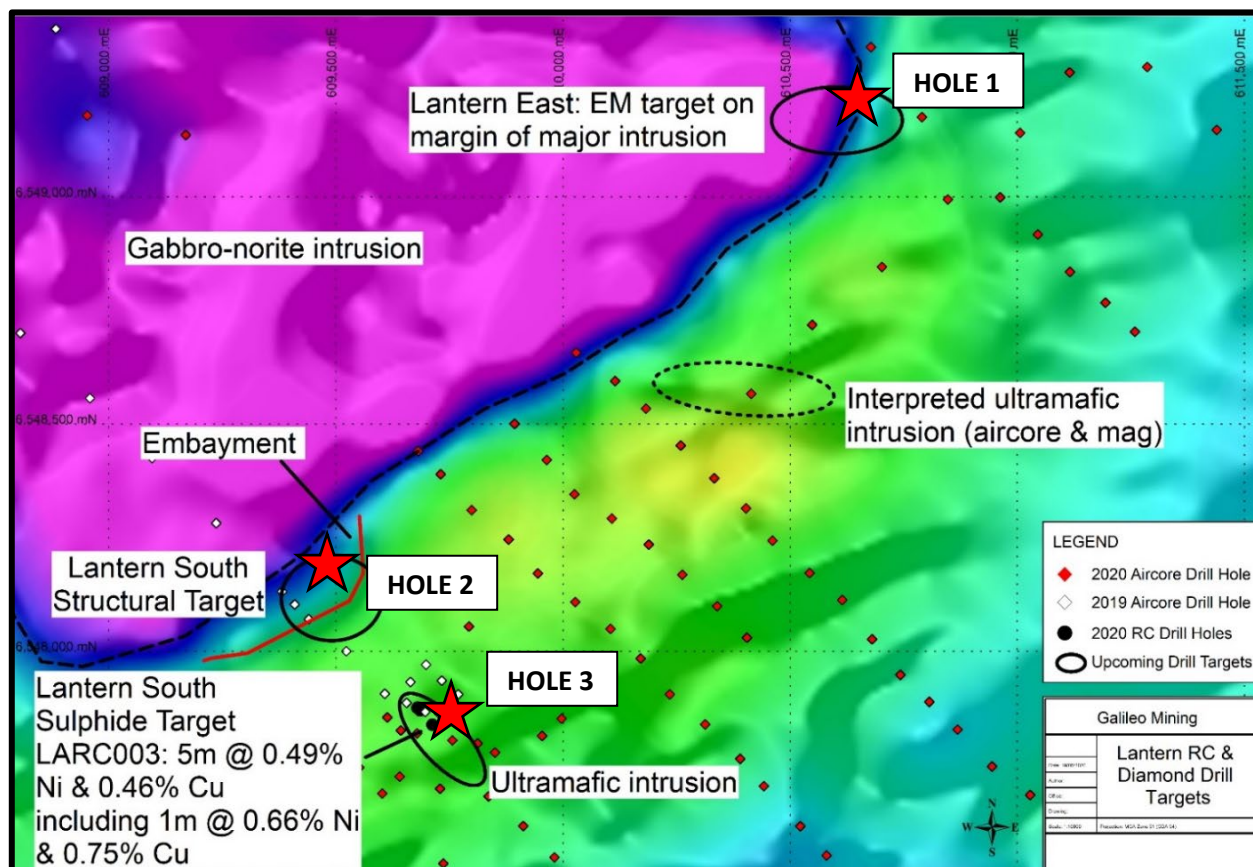 609,000 mE
609,500 mE
610,500 mE
611,500 mE
HOLE 1
Lantern East: EM target on
margin of major intrusion
6,549,000 mN
Gabbro-norite intrusion
Interpreted ultramafic
intrusion (aircore & mag)
Embayment
Lantern South
Structural Target
HOLE 2
HOLE 3
Lantern South
Sulphide Target
LARC003: 5m @ 0.49%
Ni & 0.46% Cu
including 1m @ 0.66% Ni
& 0.75% Cu
Ultramafic intrusion
LEGEND
2020 Aircore Drill Hole
2019 Aircore Drill Hole
2020 RC Drill Holes
Upcoming Drill Targets
Galileo Mining
Lantern RC &
Diamond Drill
Targets
N
W E
S